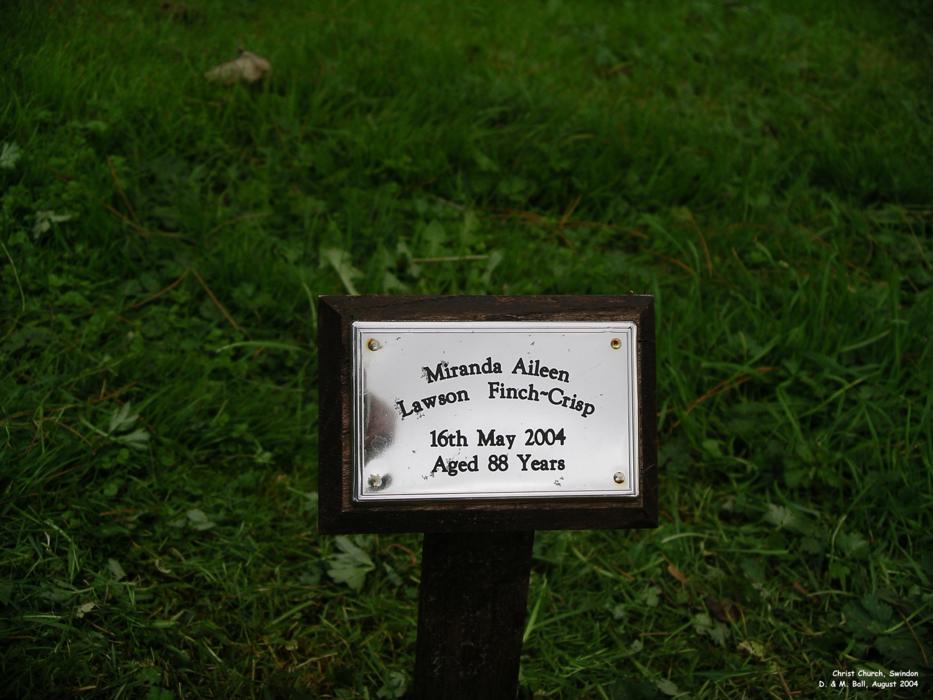 Miranda Aileen
Lawson Finch~Crisp
16th May 2004
Aged 88 Years
Christ Church, Swindon
D. & M. Ball, August 2004